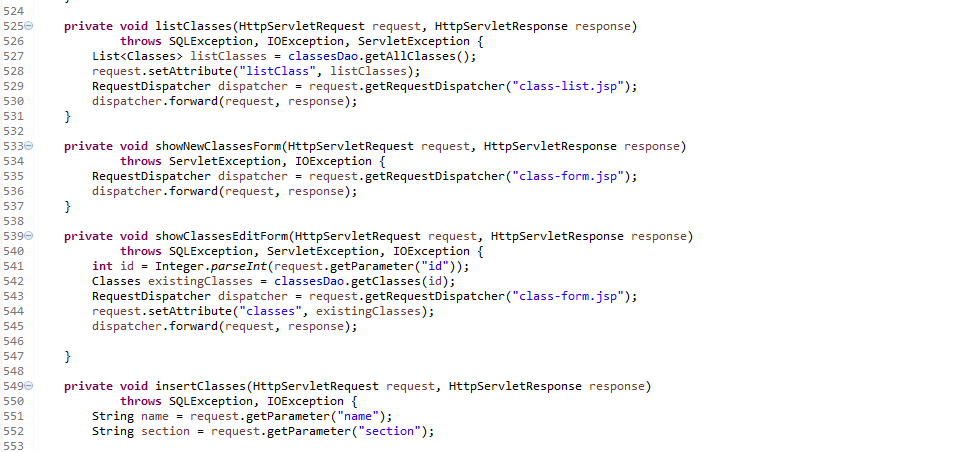 524 }
525 private void listClasses(HttpServletRequest request, HttpServletResponse response)
526 throws SQLException, IOException, ServletException {
527 List<Classes> listClasses = classesDao.getAllClasses();
528 request.setAttribute("listClass", listClasses);
529 RequestDispatcher dispatcher = request.getRequestDispatcher("class-list.jsp");
530 dispatcher.forward(request, response);
531 }
532
533 private void showNewClassesForm(HttpServletRequest request, HttpServletResponse response)
534 throws ServletException, IOException {
535 RequestDispatcher dispatcher = request.getRequestDispatcher("class-form.jsp");
536 dispatcher.forward(request, response);
537 }
538
539 private void showClassesEditForm(HttpServletRequest request, HttpServletResponse response)
540 throws SQLException, ServletException, IOException {
541 int id = Integer.parseInt(request.getParameter("id"));
542 Classes existingClasses = classesDao.getClasses(id);
543 RequestDispatcher dispatcher = request.getRequestDispatcher("class-form.jsp");
544 request.setAttribute("classes", existingClasses);
545 dispatcher.forward(request, response);
546
547 }
548
549 private void insertClasses(HttpServletRequest request, HttpServletResponse response)
550 throws SQLException, IOException {
551 String name = request.getParameter("name");
552 String section = request.getParameter("section");
553